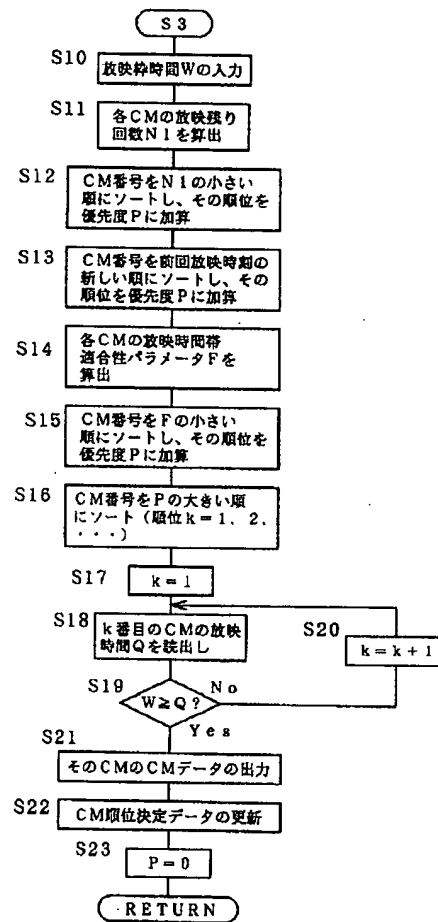 S3
S10
放映枠時間Wの入力
S11
各CMの放映残り
回数N1を算出
S12
CM番号をN1の小さい
順にソートし、その順位を
優先度Pに加算
S13
CM番号を前回放映時刻の
新しい順にソートし、その
順位を優先度Pに加算
S14
各CMの放映時間帯
適合性パラメータFを
算出
S15
CM番号をFの小さい
順にソートし、その順位を
優先度Pに加算
S16
CM番号をPの大きい順
にソート(順位k=1、2、
・・・)
S17
k=1
S18
k番目のCMの放映
時間Qを読出し
S20
k=k+1
S19
W≧Q?
No
Yes
S21
そのCMのCMデータの出力
S22
CM順位決定データの更新
S23
P=0
RETURN